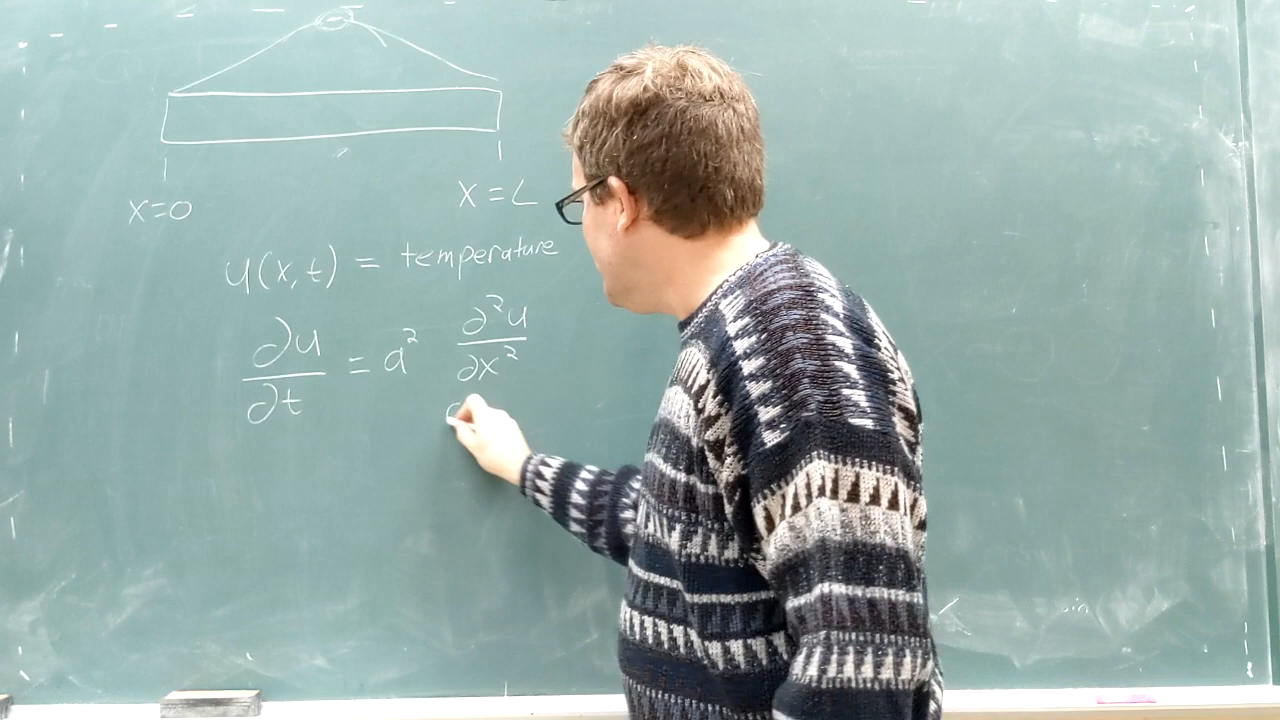 x=0
x=L
u(x,t) = temperature
∂u/∂t = a² ∂²u/∂x²